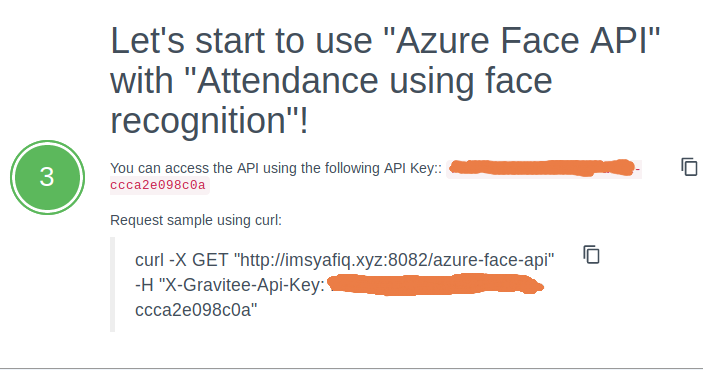 Let's start to use "Azure Face API"
with "Attendance using face
recognition"!
3
You can access the API using the following API Key:: -
ccca2e098c0a
Request sample using curl:
curl -X GET "http://imsyafiq.xyz:8082/azure-face-api"
-H "X-Gravitee-Api-Key:
ccca2e098c0a"